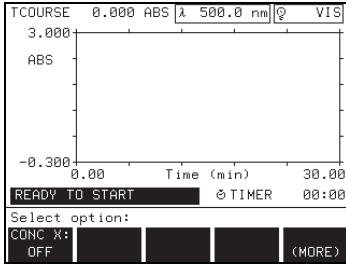 TCOURSE 0.000 ABS λ 500.0 nm VIS
3.000
ABS
-0.300
0.00 Time (min) 30.00
READY TO START TIMER 00:00
Select option:
CONC X:
OFF (MORE)